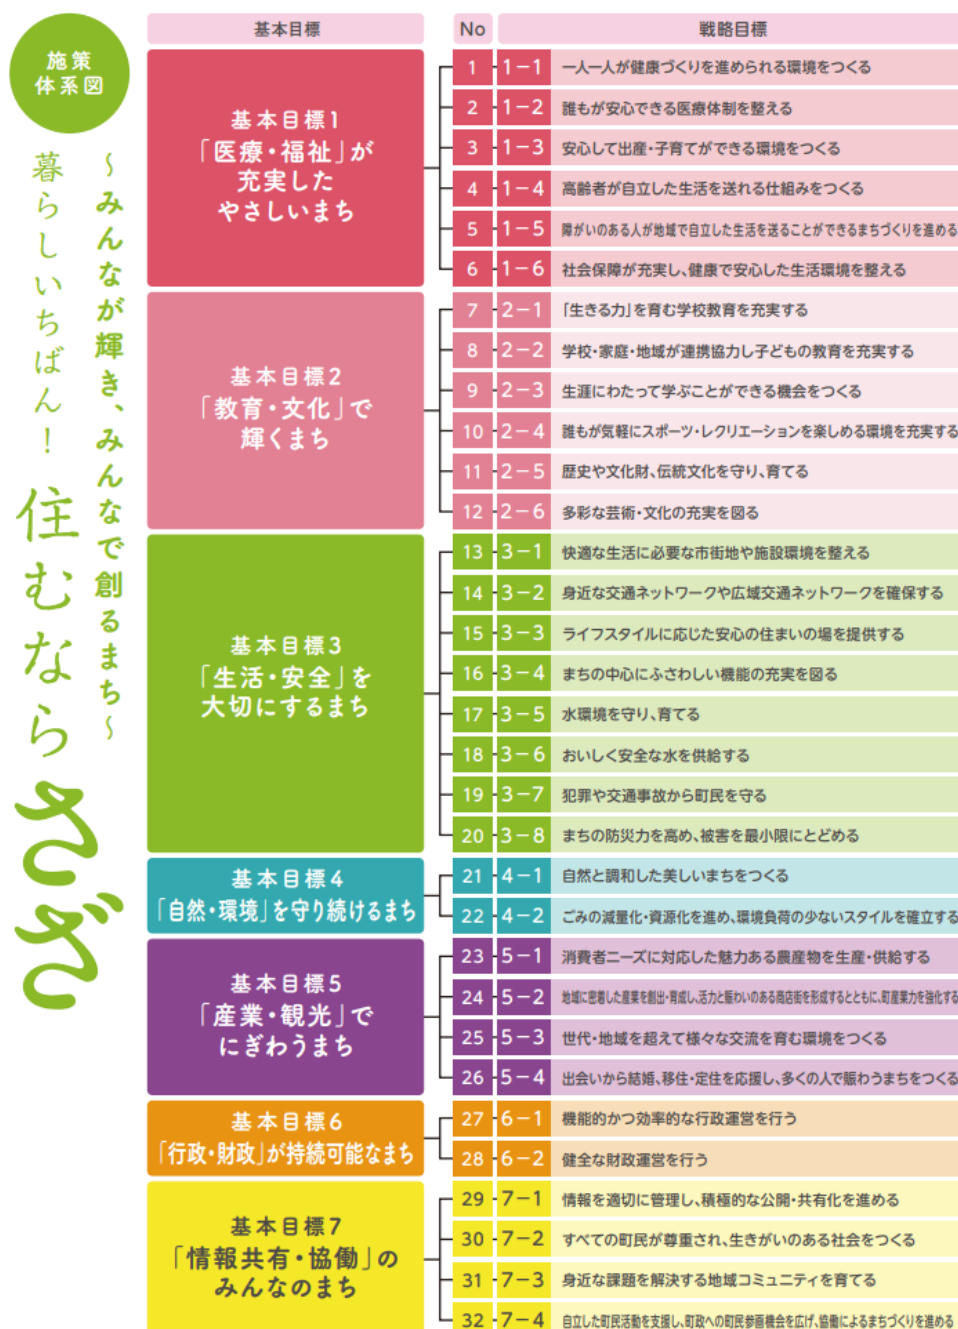 施策
体系図
～みんなが輝き、みんなで創るまち～
暮らしいちばん！住むなら さざ
基本目標 No 戦略目標
基本目標1
「医療・福祉」が
充実した
やさしいまち
1 1－1 一人一人が健康づくりを進められる環境をつくる
2 1－2 誰もが安心できる医療体制を整える
3 1－3 安心して出産・子育てができる環境をつくる
4 1－4 高齢者が自立した生活を送れる仕組みをつくる
5 1－5 障がいのある人が地域で自立した生活を送ることができるまちづくりを進める
6 1－6 社会保障が充実し、健康で安心した生活環境を整える
基本目標2
「教育・文化」で
輝くまち
7 2－1 「生きる力」を育む学校教育を充実する
8 2－2 学校・家庭・地域が連携協力し子どもの教育を充実する
9 2－3 生涯にわたって学ぶことができる機会をつくる
10 2－4 誰もが気軽にスポーツ・レクリエーションを楽しめる環境を充実する
11 2－5 歴史や文化財、伝統文化を守り、育てる
12 2－6 多彩な芸術・文化の充実を図る
基本目標3
「生活・安全」を
大切にするまち
13 3－1 快適な生活に必要な市街地や施設環境を整える
14 3－2 身近な交通ネットワークや広域交通ネットワークを確保する
15 3－3 ライフスタイルに応じた安心の住まいの場を提供する
16 3－4 まちの中心にふさわしい機能の充実を図る
17 3－5 水環境を守り、育てる
18 3－6 おいしく安全な水を供給する
19 3－7 犯罪や交通事故から町民を守る
20 3－8 まちの防災力を高め、被害を最小限にとどめる
基本目標4
「自然・環境」を守り続けるまち
21 4－1 自然と調和した美しいまちをつくる
22 4－2 ごみの減量化・資源化を進め、環境負荷の少ないスタイルを確立する
基本目標5
「産業・観光」で
にぎわうまち
23 5－1 消費者ニーズに対応した魅力ある農産物を生産・供給する
24 5－2 地域に密着した産業を創出・育成し、活力と賑わいのある商店街を形成するとともに、町産業力を強化する
25 5－3 世代・地域を超えて様々な交流を育む環境をつくる
26 5－4 出会いから結婚、移住・定住を応援し、多くの人で賑わうまちをつくる
基本目標6
「行政・財政」が持続可能なまち
27 6－1 機能的かつ効率的な行政運営を行う
28 6－2 健全な財政運営を行う
基本目標7
「情報共有・協働」の
みんなのまち
29 7－1 情報を適切に管理し、積極的な公開・共有化を進める
30 7－2 すべての町民が尊重され、生きがいのある社会をつくる
31 7－3 身近な課題を解決する地域コミュニティを育てる
32 7－4 自立した町民活動を支援し、町政への町民参画機会を広げ、協働によるまちづくりを進める